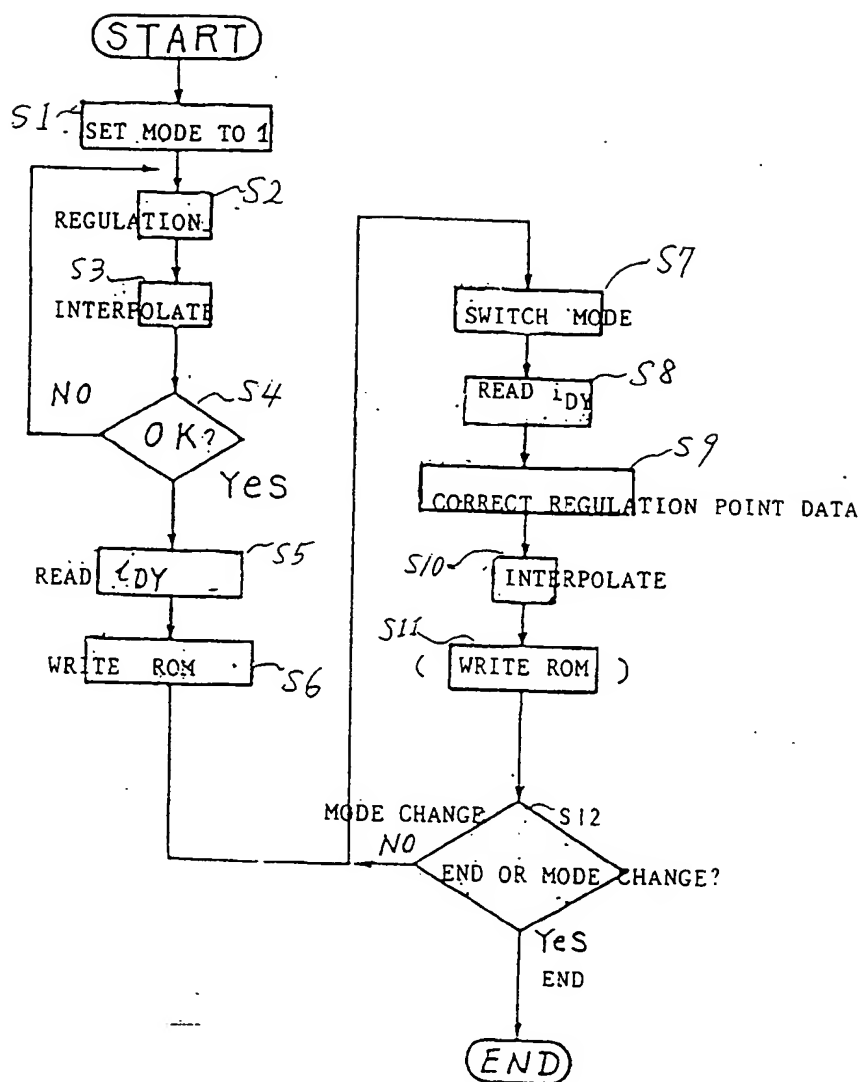 START
S1
SET MODE TO 1
S2
REGULATION
S3
INTERPOLATE
S4
NO
OK?
Yes
S5
READ iDY
WRITE ROM
S6
S7
SWITCH MODE
S8
READ iDY
S9
CORRECT REGULATION POINT DATA
S10
INTERPOLATE
S11
( WRITE ROM )
MODE CHANGE
S12
NO
END OR MODE CHANGE?
Yes
END
END